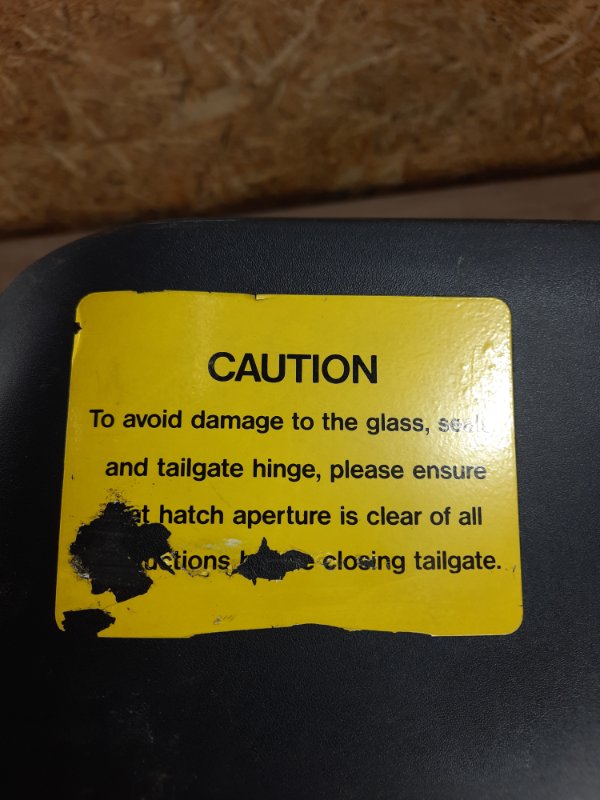 CAUTION
To avoid damage to the glass, seals
and tailgate hinge, please ensure
hatch aperture is clear of all
closing tailgate.